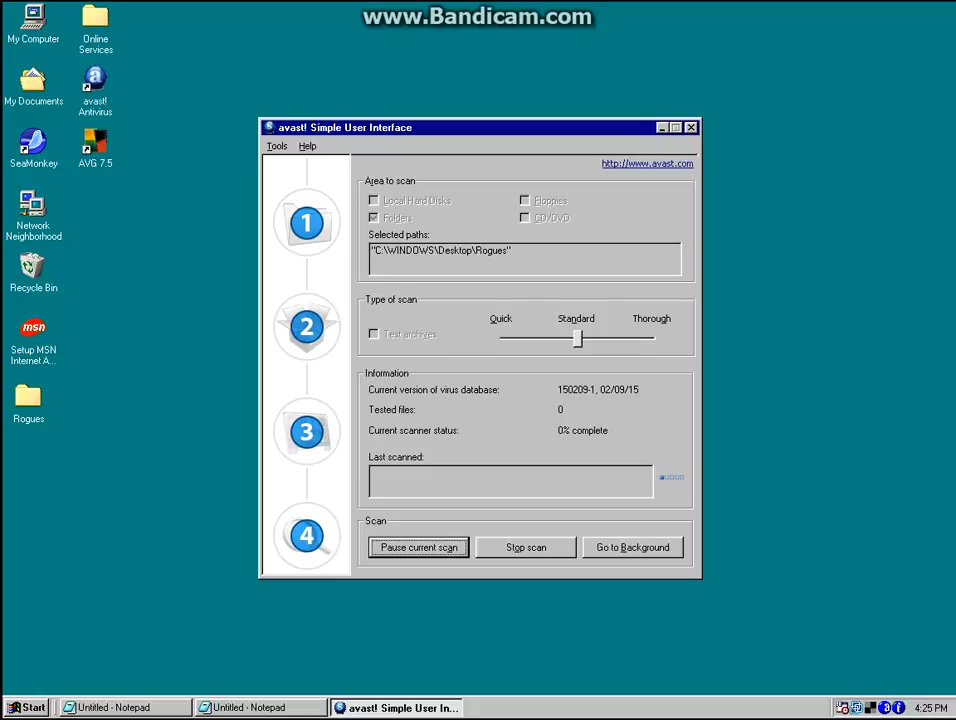 www.Bandicam.com
My Computer
Online
Services
My Documents
avast!
Antivirus
SeaMonkey
AVG 7.5
Network
Neighborhood
Recycle Bin
msn
Setup MSN
Internet A...
Rogues
avast! Simple User Interface
Tools Help
http://www.avast.com
1
2
3
4
Area to scan
Local Hard Disks
Floppies
Folders
CD/DVD
Selected paths:
"C:\WINDOWS\Desktop\Rogues"
Type of scan
Quick Standard Thorough
Test archives
Information
Current version of virus database: 150209-1, 02/09/15
Tested files: 0
Current scanner status: 0% complete
Last scanned:
Scan
Pause current scan
Stop scan
Go to Background
Start
Untitled - Notepad
Untitled - Notepad
avast! Simple User In...
4:25 PM